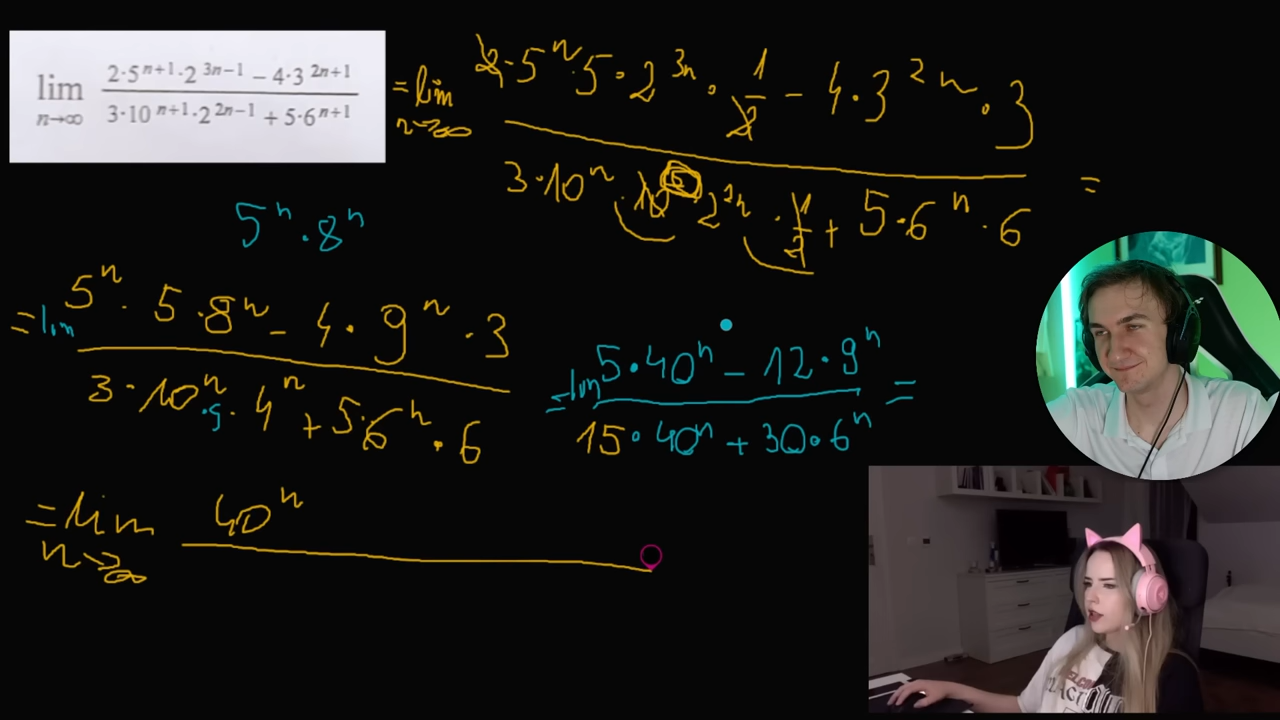 lim n→∞ (2·5^{n+1}·2^{3n−1} − 4·3^{2n+1}) / (3·10^{n+1}·2^{2n−1} + 5·6^{n+1})
= lim n→∞ (2·5^n·5·2^{3n}·1/2 − 4·3^{2n}·3) / (3·10^n·10 2^{2n}·1/2 + 5·6^n·6) =
5^n·8^n
= lim (5^n·5·8^n − 4·9^n·3) / (3·10^n·5·4^n + 5·6^n·6)
= lim (5·40^n − 12·9^n) / (15·40^n + 30·6^n) =
= lim n→∞ 40^n